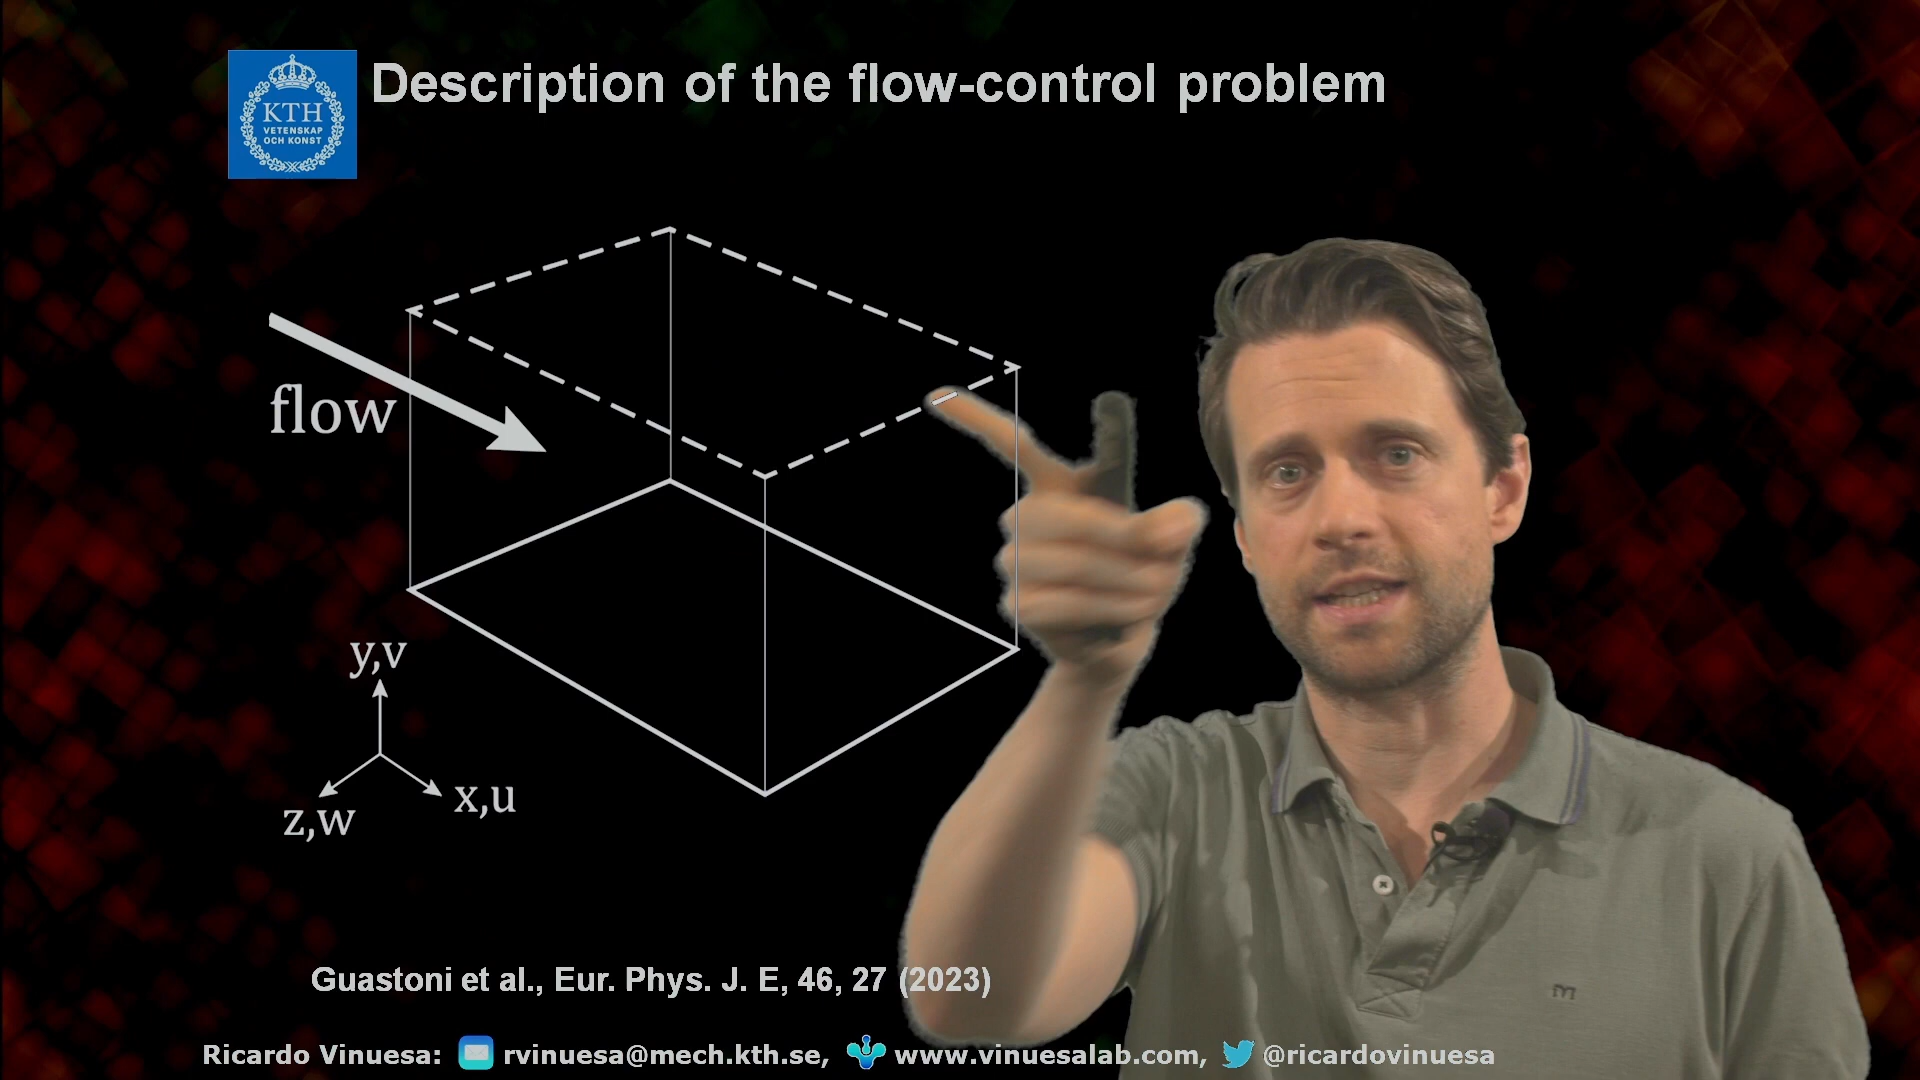 Description of the flow-control problem
KTH
VETENSKAP
OCH KONST
flow
y,v
x,u
z,w
Guastoni et al., Eur. Phys. J. E, 46, 27 (2023)
Ricardo Vinuesa: rvinuesa@mech.kth.se, www.vinuesalab.com, @ricardovinuesa
m